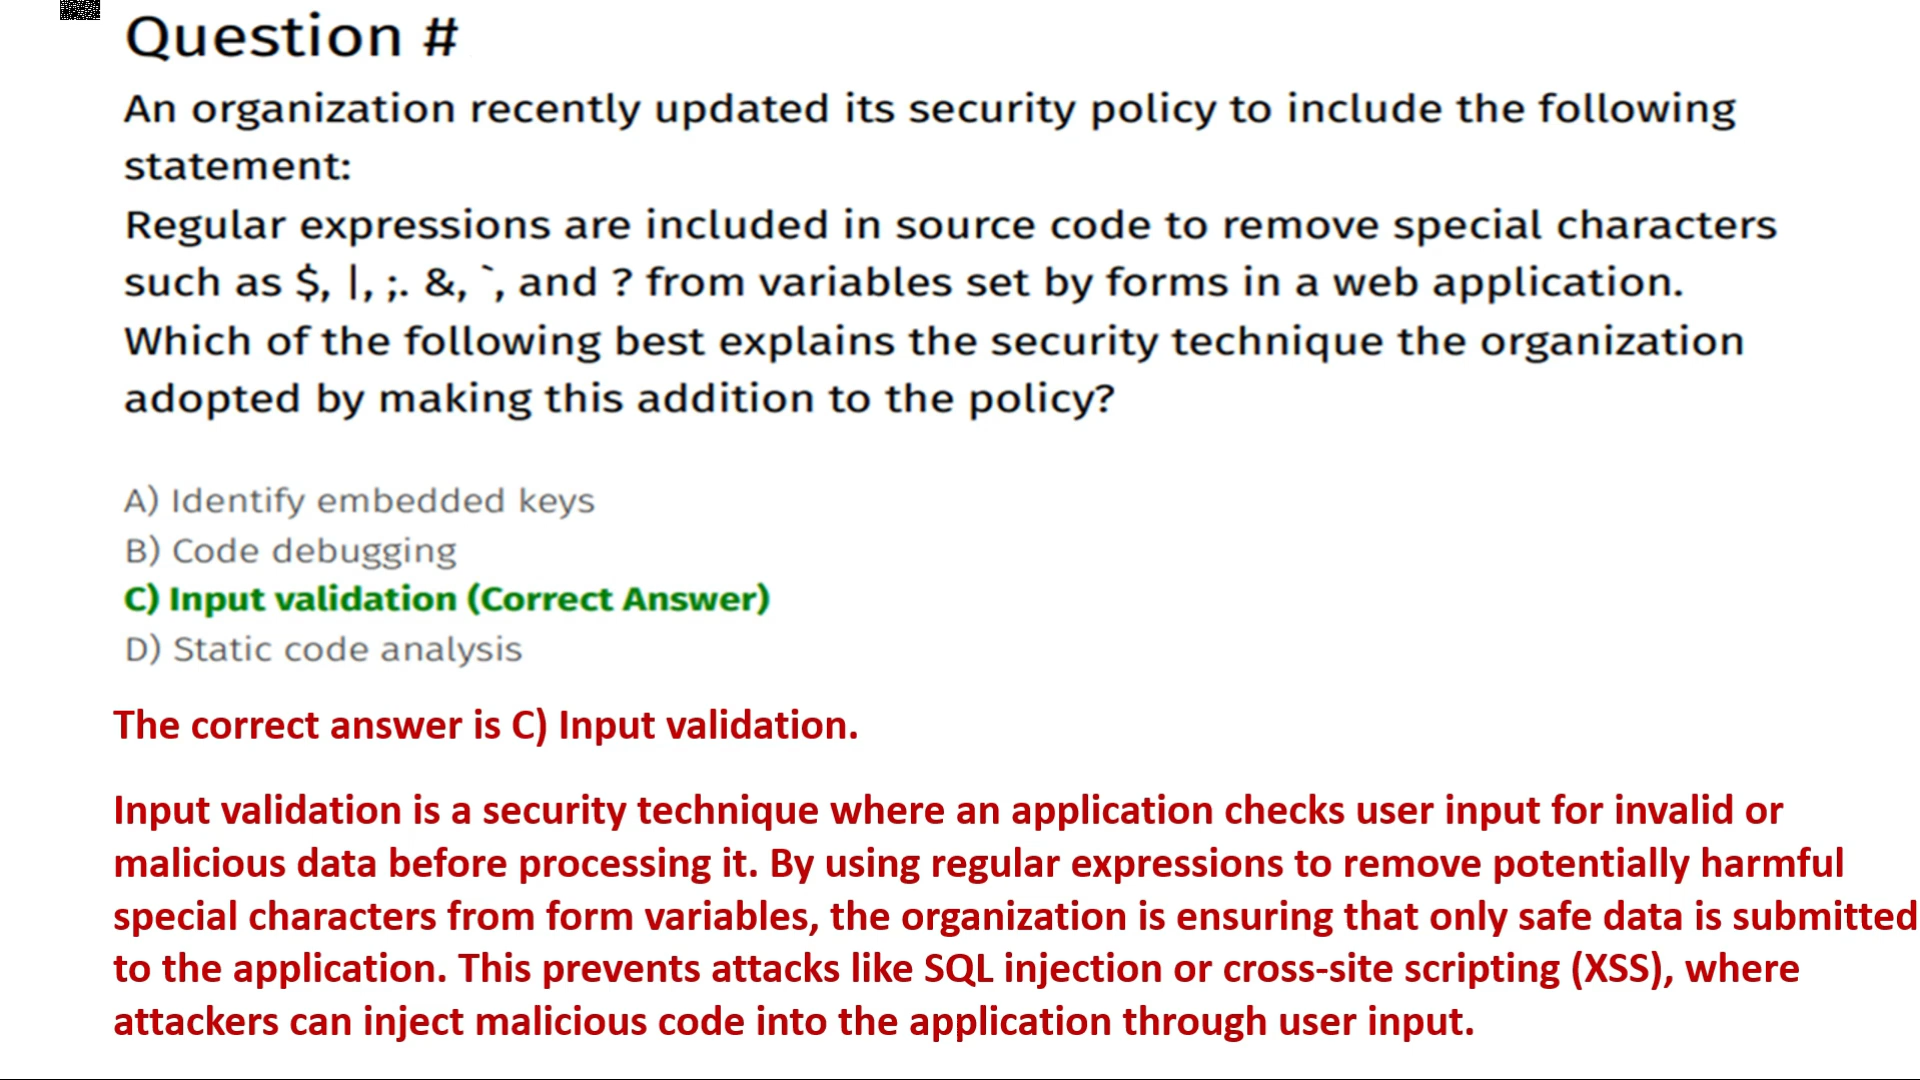 Question #
An organization recently updated its security policy to include the following
statement:
Regular expressions are included in source code to remove special characters
such as $, |, ;. &, `, and ? from variables set by forms in a web application.
Which of the following best explains the security technique the organization
adopted by making this addition to the policy?
A) Identify embedded keys
B) Code debugging
C) Input validation (Correct Answer)
D) Static code analysis
The correct answer is C) Input validation.
Input validation is a security technique where an application checks user input for invalid or
malicious data before processing it. By using regular expressions to remove potentially harmful
special characters from form variables, the organization is ensuring that only safe data is submitted
to the application. This prevents attacks like SQL injection or cross-site scripting (XSS), where
attackers can inject malicious code into the application through user input.